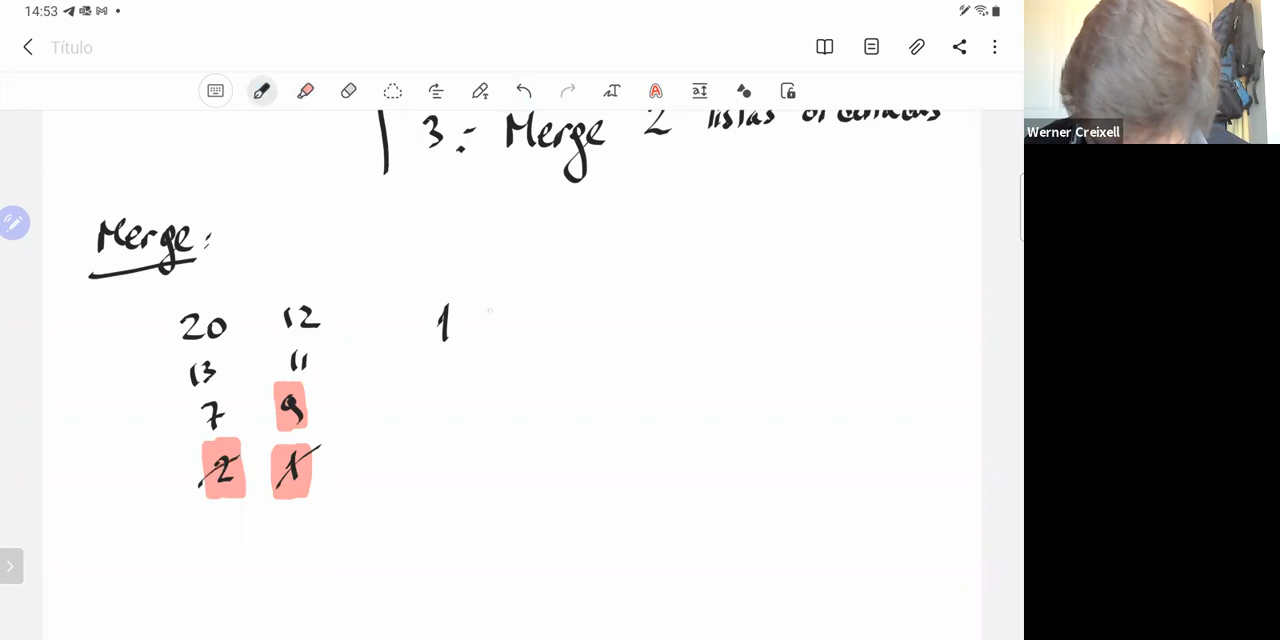 14:53
Título
3.- Merge 2 listas ordenadas
Merge:
20 12 1
13 11
7 9
2 1
Werner Creixell